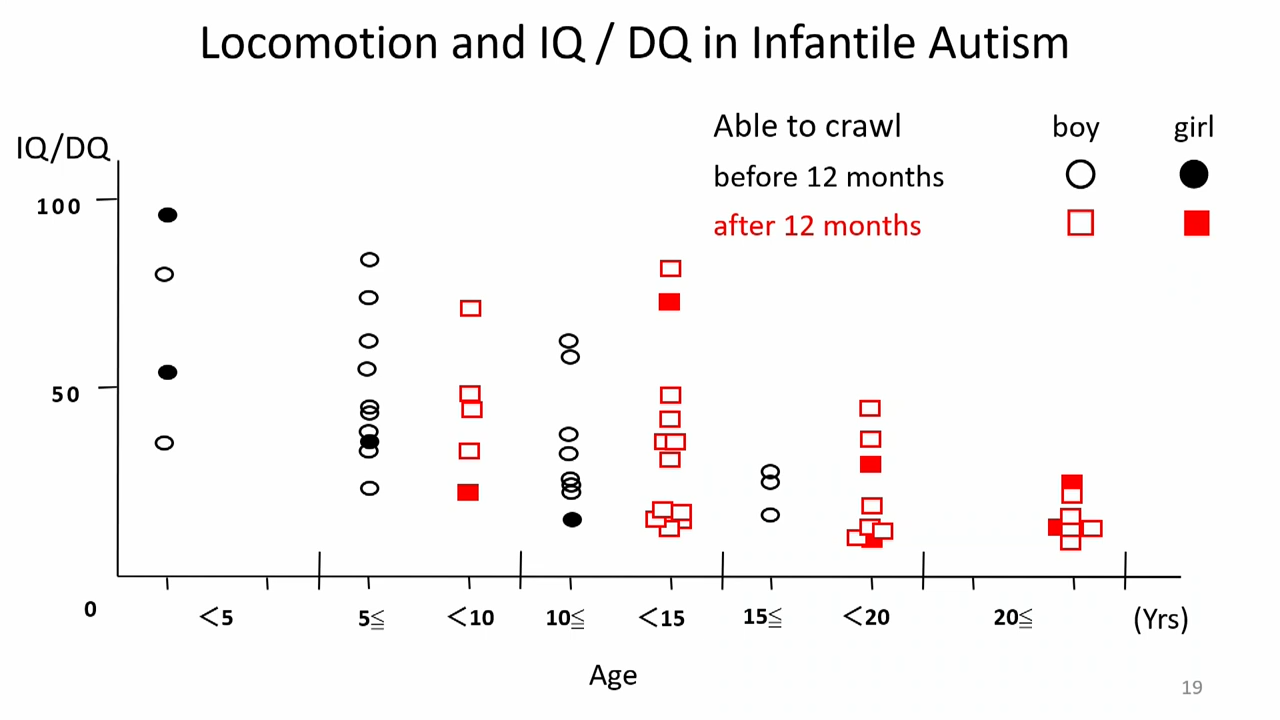 Locomotion and IQ / DQ in Infantile Autism
Able to crawl boy girl
before 12 months
after 12 months
IQ/DQ
100
50
0
<5 5≦ <10 10≦ <15 15≦ <20 20≦ (Yrs)
Age
19